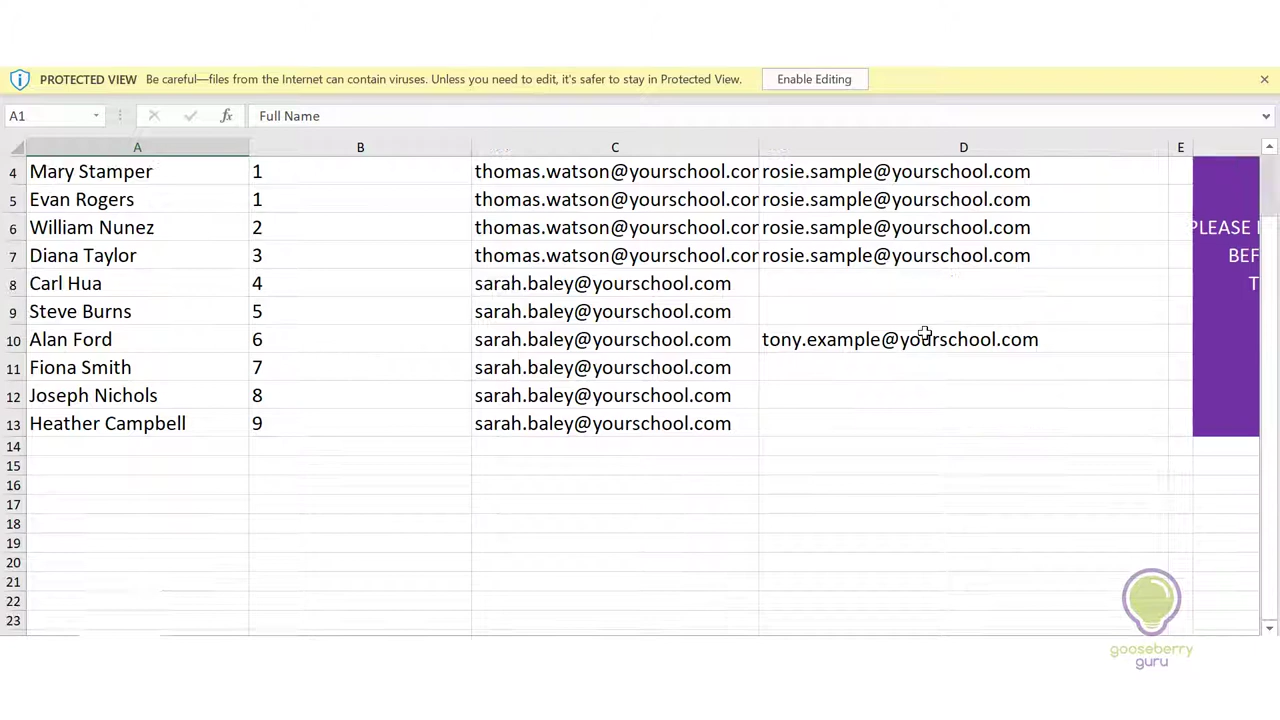 PROTECTED VIEW Be careful—files from the Internet can contain viruses. Unless you need to edit, it's safer to stay in Protected View. Enable Editing
A1 fx Full Name
A B C D E
4 Mary Stamper 1 thomas.watson@yourschool.cor rosie.sample@yourschool.com
5 Evan Rogers 1 thomas.watson@yourschool.cor rosie.sample@yourschool.com
6 William Nunez 2 thomas.watson@yourschool.cor rosie.sample@yourschool.com PLEASE
7 Diana Taylor 3 thomas.watson@yourschool.cor rosie.sample@yourschool.com BEF
8 Carl Hua 4 sarah.baley@yourschool.com T
9 Steve Burns 5 sarah.baley@yourschool.com
10 Alan Ford 6 sarah.baley@yourschool.com tony.example@yourschool.com
11 Fiona Smith 7 sarah.baley@yourschool.com
12 Joseph Nichols 8 sarah.baley@yourschool.com
13 Heather Campbell 9 sarah.baley@yourschool.com
14
15
16
17
18
19
20
21
22
23
gooseberry
guru